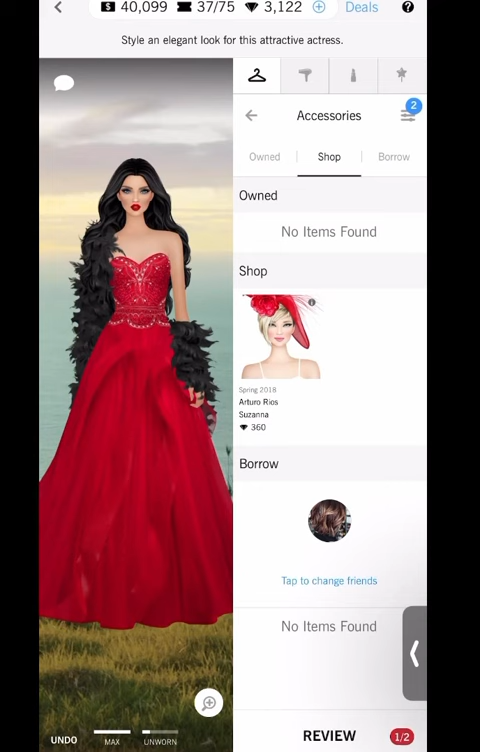 $ 40,099 37/75 3,122 + Deals ?
Style an elegant look for this attractive actress.
Accessories
2
Owned Shop Borrow
Owned
No Items Found
Shop
Spring 2018
Arturo Rios
Suzanna
360
Borrow
Tap to change friends
No Items Found
UNDO MAX UNWORN REVIEW 1/2